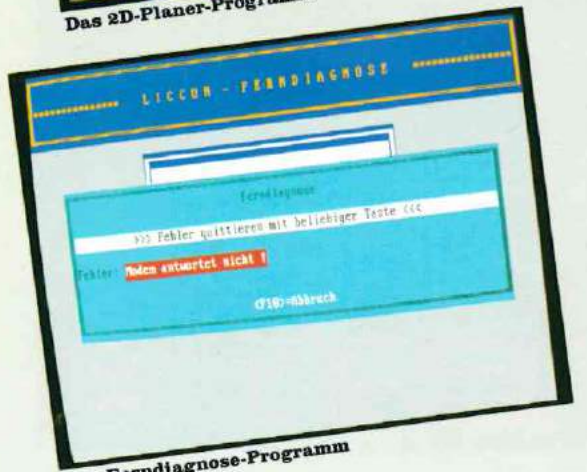 Das 2D-Planer-Program
LICCON - FERNDIAGNOSE
Ferndiagnose
>>> Fehler quittieren mit beliebiger Taste <<<
Fehler: Modem antwortet nicht !
<F10>=Abbruch
Ferndiagnose-Programm